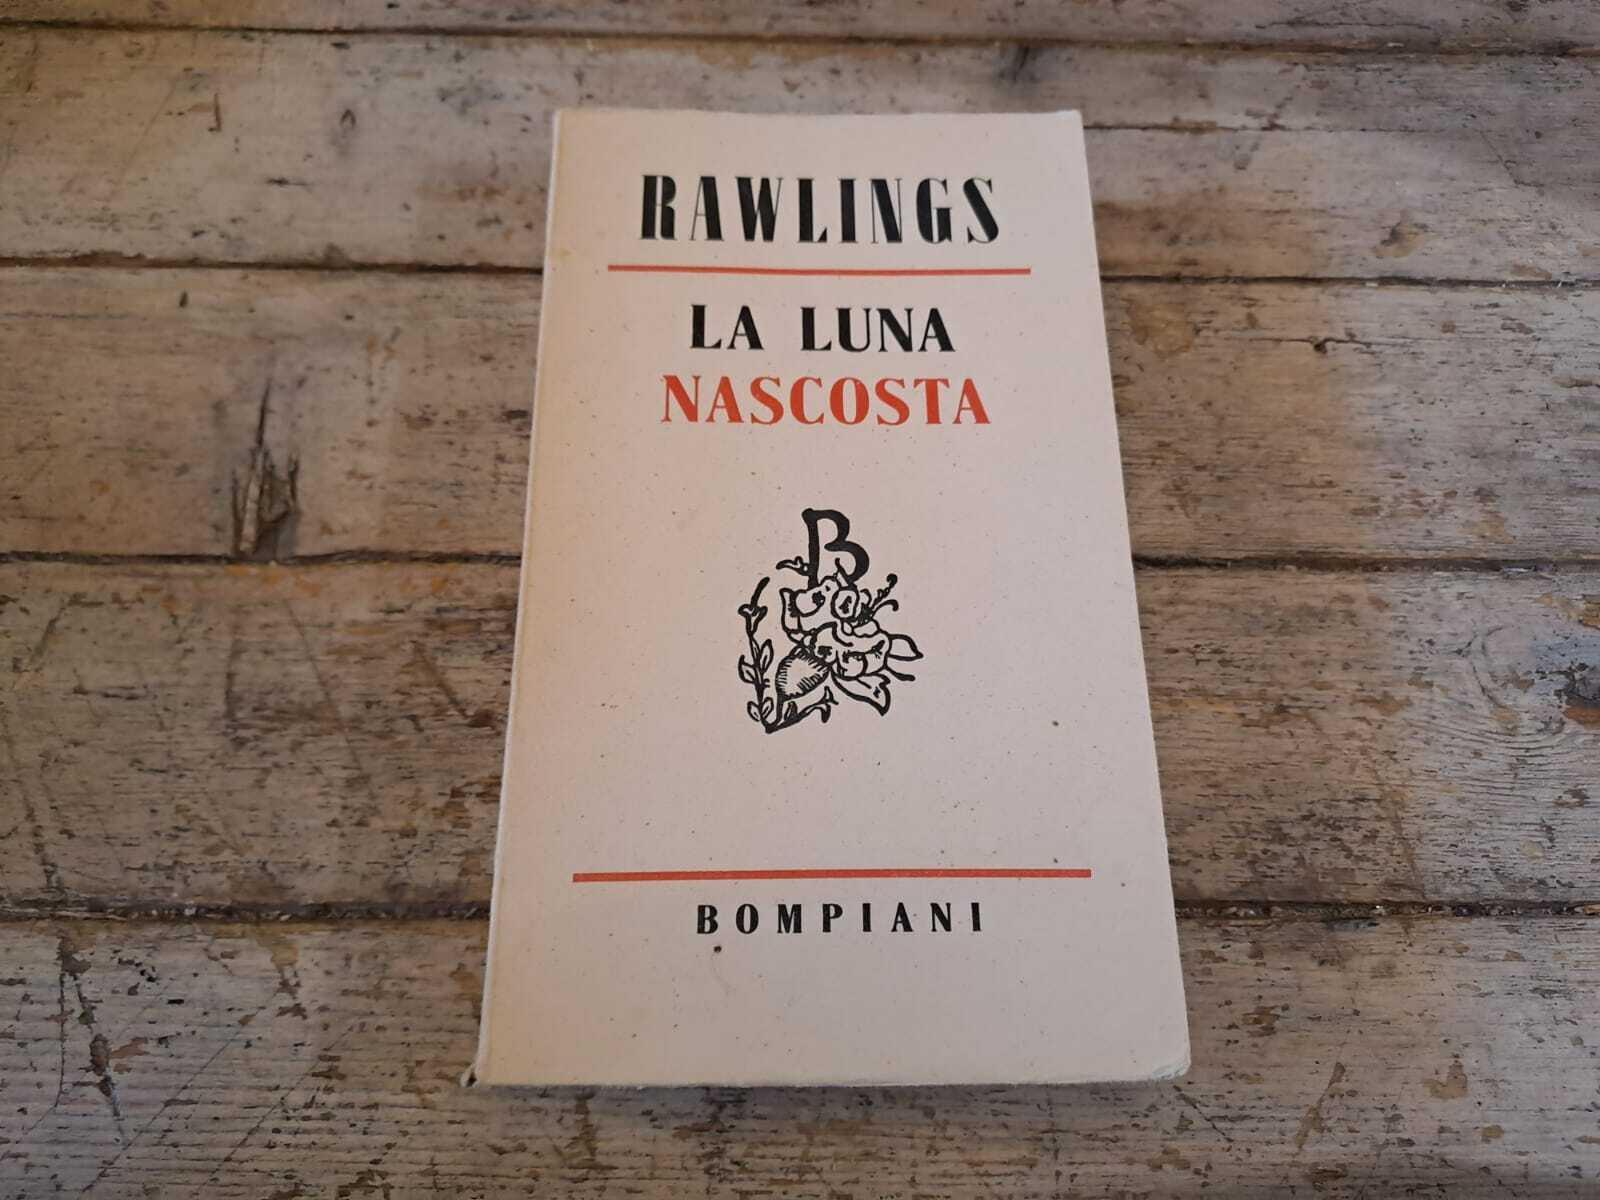 RAWLINGS
LA LUNA
NASCOSTA
B
BOMPIANI